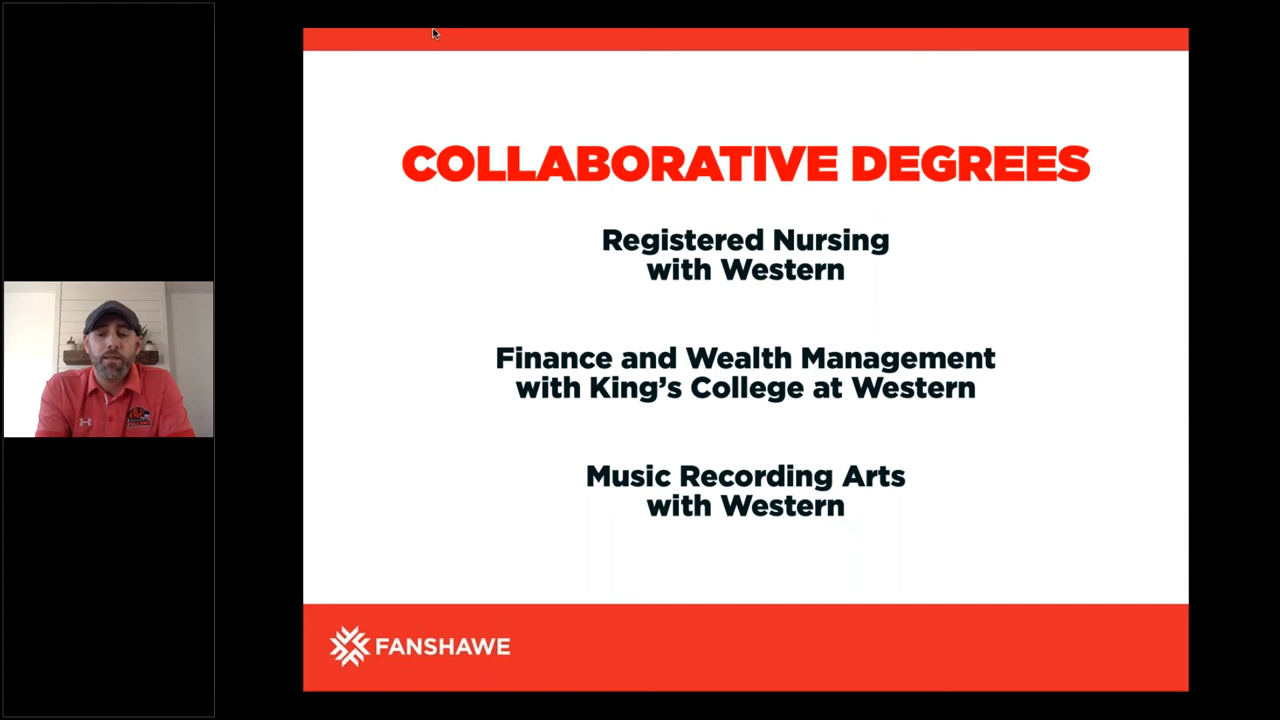 COLLABORATIVE DEGREES
Registered Nursing
with Western
Finance and Wealth Management
with King’s College at Western
Music Recording Arts
with Western
FANSHAWE